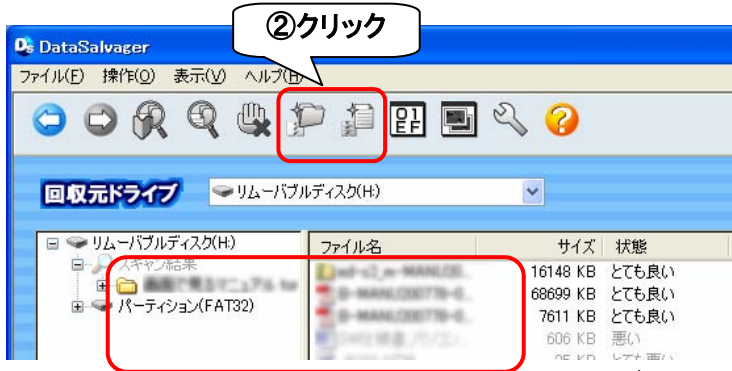 ②クリック
DataSalvager
ファイル(F) 操作(O) 表示(V) ヘルプ(H)
01
EF
回収元ドライブ リムーバブルディスク(H:)
リムーバブルディスク(H:)
スキャン結果
パーティション(FAT32)
ファイル名 サイズ 状態
16148 KB とても良い
68699 KB とても良い
7611 KB とても良い
606 KB 悪い